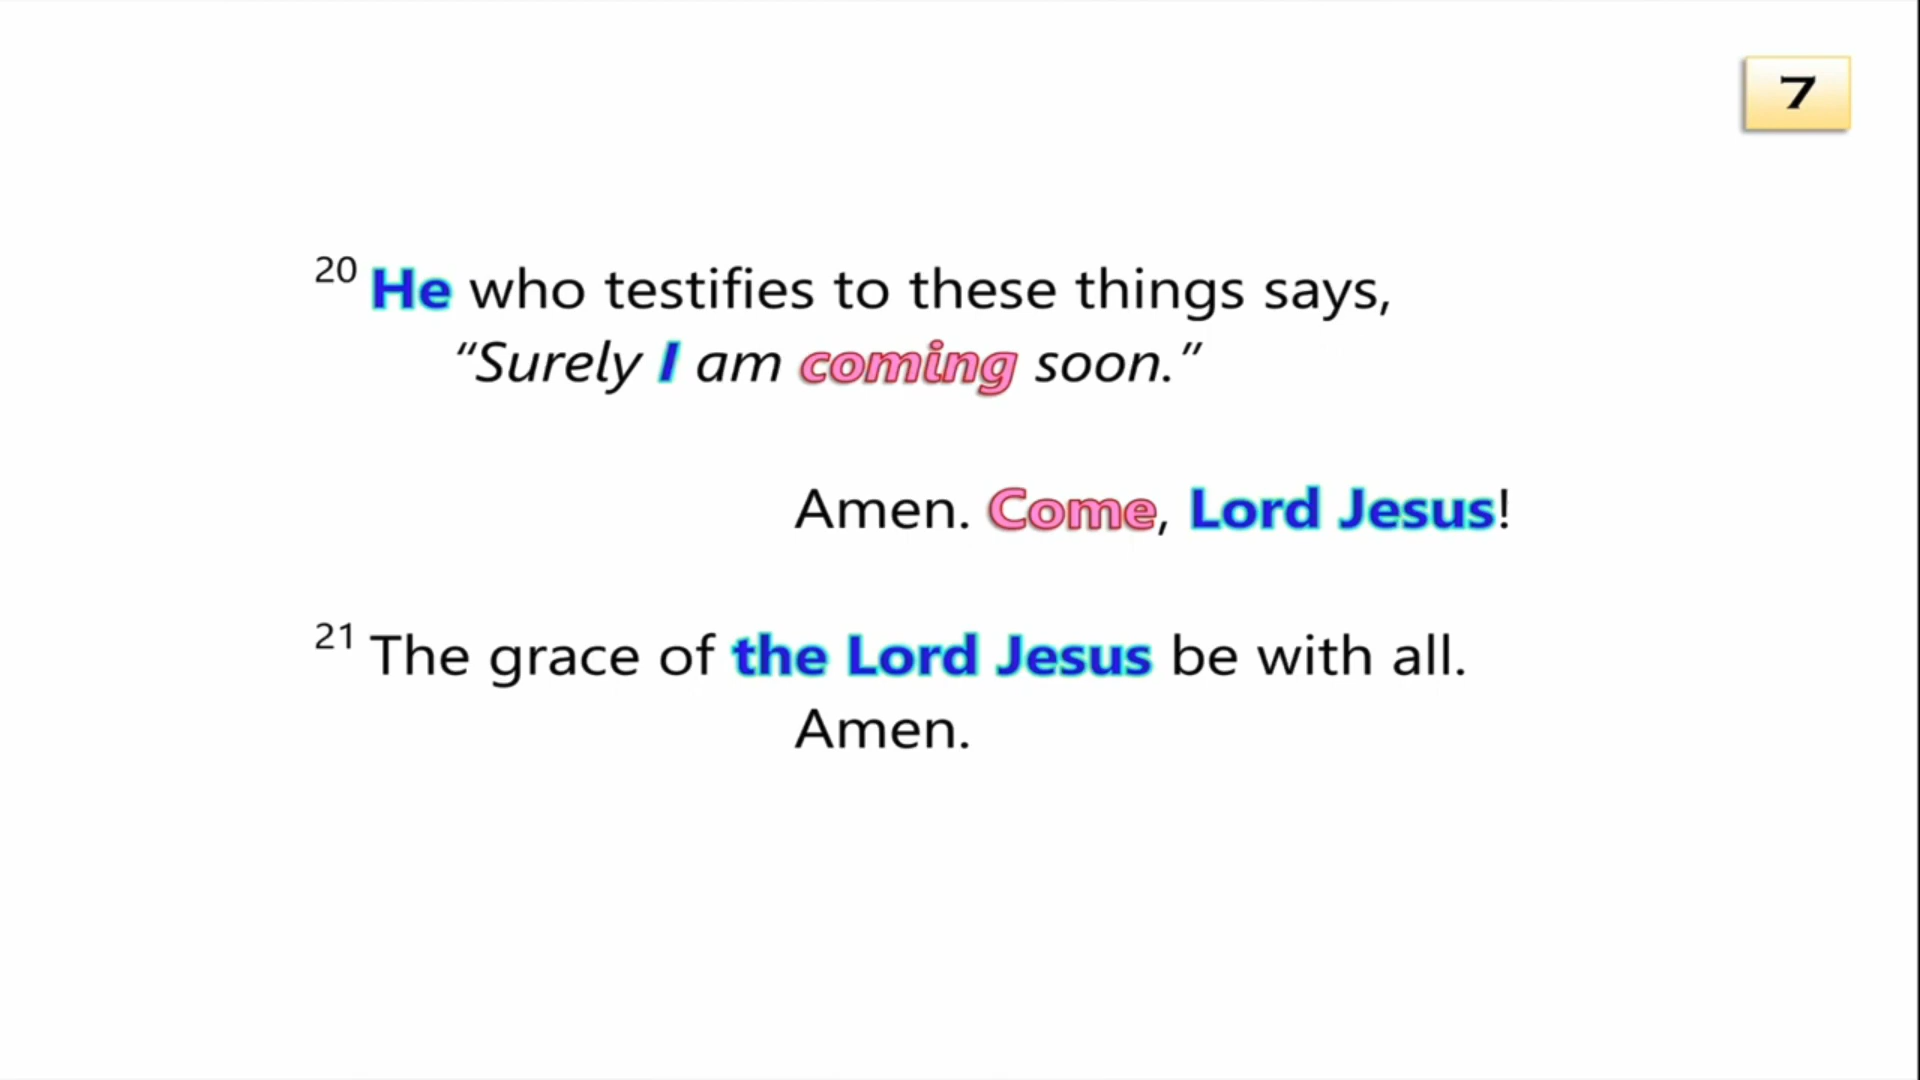 7
20 He who testifies to these things says,
“Surely I am coming soon.”
Amen. Come, Lord Jesus!
21 The grace of the Lord Jesus be with all.
Amen.